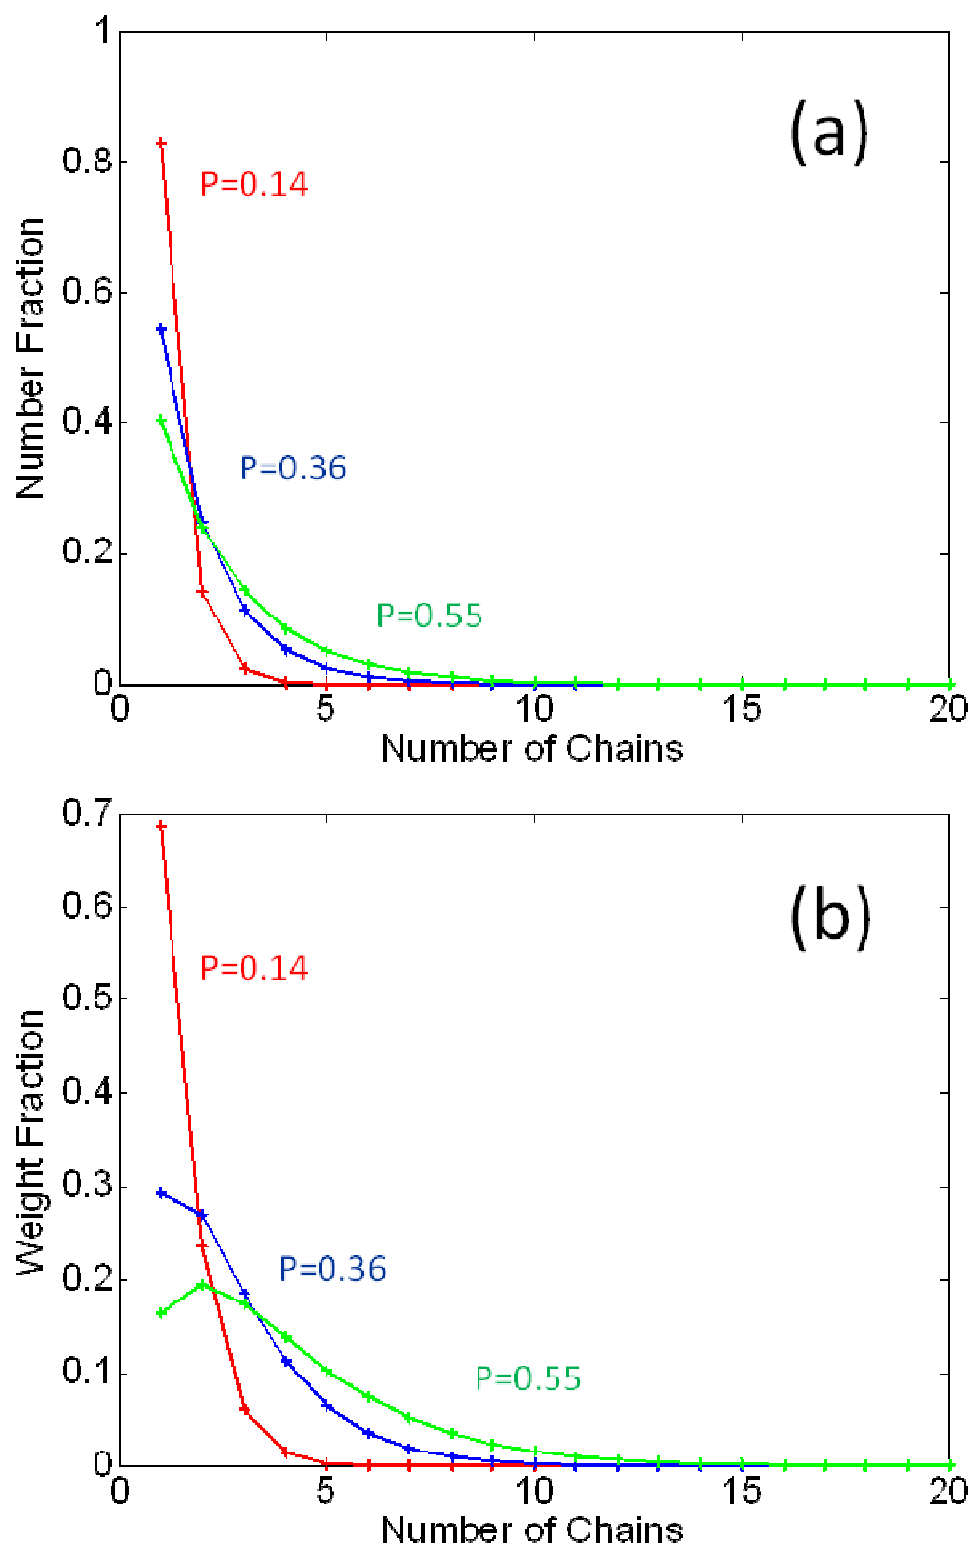 1
(a)
0.8
P=0.14
0.6
Number Fraction
0.4
P=0.36
0.2
P=0.55
0
0 5 10 15 20
Number of Chains
0.7
0.6
(b)
P=0.14
0.5
Weight Fraction
0.4
0.3
P=0.36
0.2
P=0.55
0.1
0
0 5 10 15 20
Number of Chains